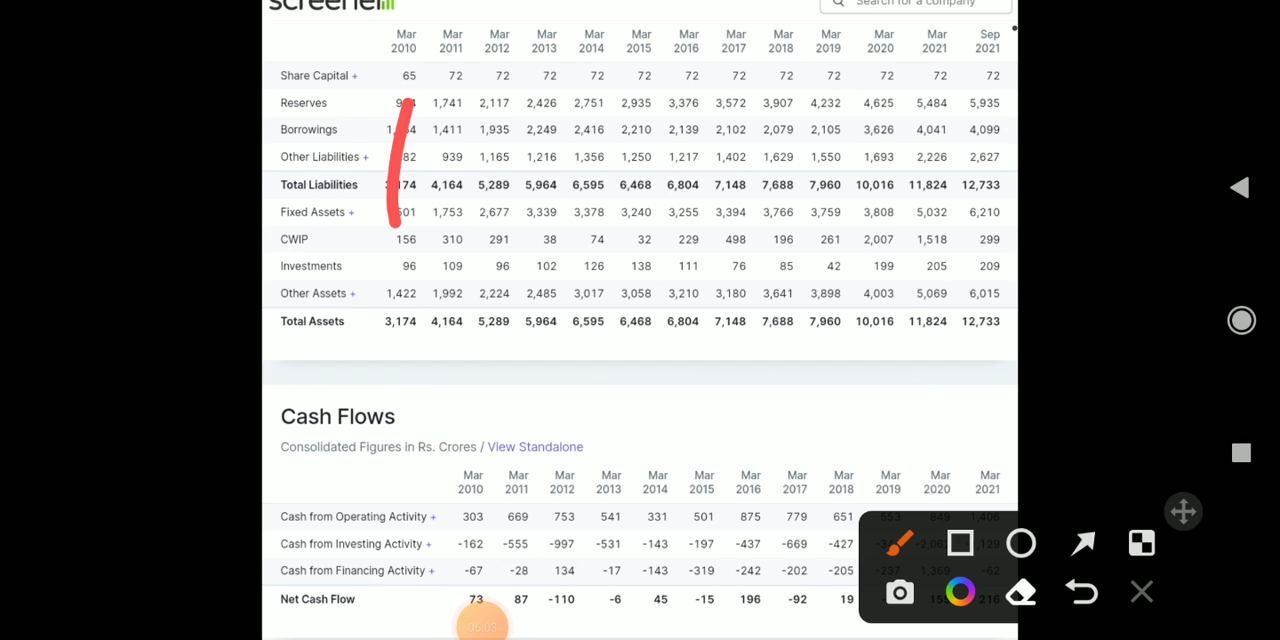 screener
Search for a company
Mar 2010 Mar 2011 Mar 2012 Mar 2013 Mar 2014 Mar 2015 Mar 2016 Mar 2017 Mar 2018 Mar 2019 Mar 2020 Mar 2021 Sep 2021
Share Capital + 65 72 72 72 72 72 72 72 72 72 72 72 72
Reserves 1,741 2,117 2,426 2,751 2,935 3,376 3,572 3,907 4,232 4,625 5,484 5,935
Borrowings 1,411 1,935 2,249 2,416 2,210 2,139 2,102 2,079 2,105 3,626 4,041 4,099
Other Liabilities + 939 1,165 1,216 1,356 1,250 1,217 1,402 1,629 1,550 1,693 2,226 2,627
Total Liabilities 3,174 4,164 5,289 5,964 6,595 6,468 6,804 7,148 7,688 7,960 10,016 11,824 12,733
Fixed Assets + 1,753 2,677 3,339 3,378 3,240 3,255 3,394 3,766 3,759 3,808 5,032 6,210
CWIP 156 310 291 38 74 32 229 498 196 261 2,007 1,518 299
Investments 96 109 96 102 126 138 111 76 85 42 199 205 209
Other Assets + 1,422 1,992 2,224 2,485 3,017 3,058 3,210 3,180 3,641 3,898 4,003 5,069 6,015
Total Assets 3,174 4,164 5,289 5,964 6,595 6,468 6,804 7,148 7,688 7,960 10,016 11,824 12,733
Cash Flows
Consolidated Figures in Rs. Crores / View Standalone
Mar 2010 Mar 2011 Mar 2012 Mar 2013 Mar 2014 Mar 2015 Mar 2016 Mar 2017 Mar 2018 Mar 2019 Mar 2020 Mar 2021
Cash from Operating Activity + 303 669 753 541 331 501 875 779 651 553 849 1,406
Cash from Investing Activity + -162 -555 -997 -531 -143 -197 -437 -669 -427
Cash from Financing Activity + -67 -28 134 -17 -143 -319 -242 -202 -205 -237 1,369 -62
Net Cash Flow 73 87 -110 -6 45 -15 196 -92 19
06:03